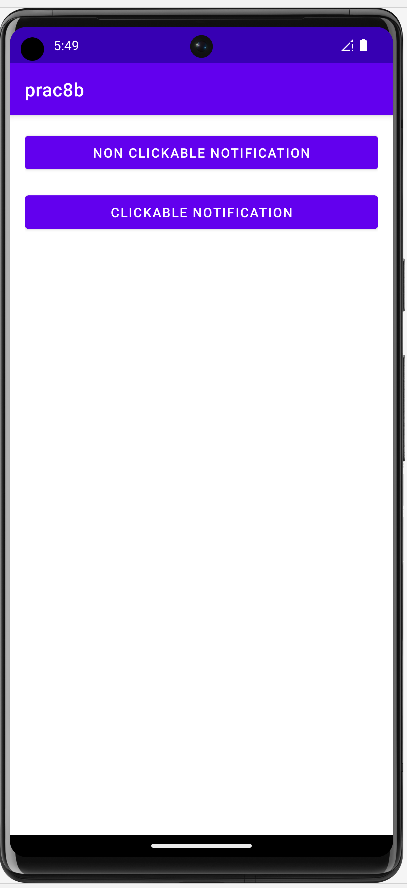 5:49
prac8b
NON CLICKABLE NOTIFICATION
CLICKABLE NOTIFICATION